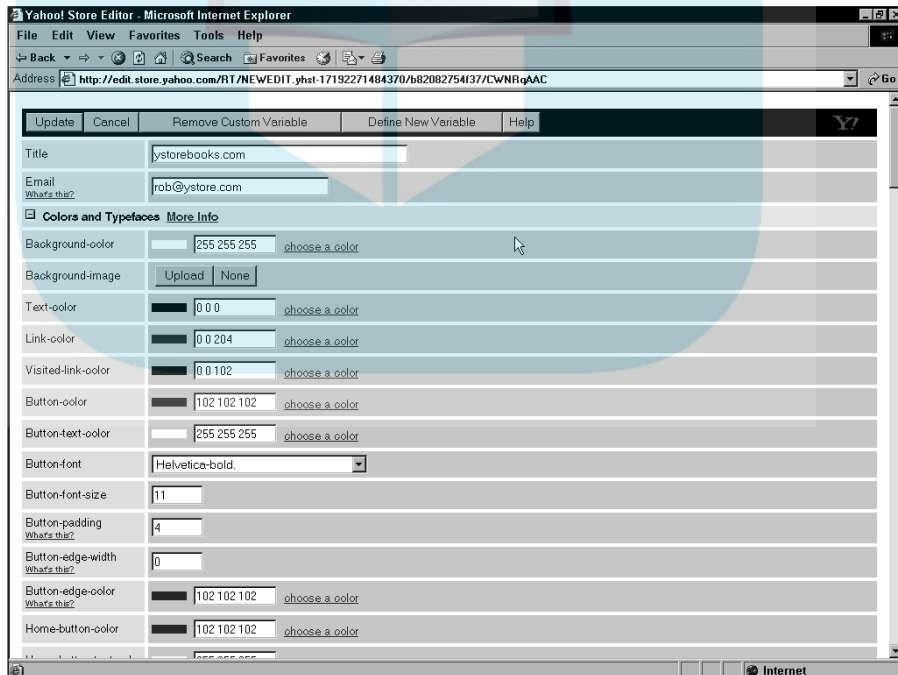 Yahoo! Store Editor - Microsoft Internet Explorer
File Edit View Favorites Tools Help
Back Search Favorites
Address http://edit.store.yahoo.com/RT/NEWEDIT.yhst-17192271484370/b82082754f37/CWNRqAAC Go
Update Cancel Remove Custom Variable Define New Variable Help Y!
Title ystorebooks.com
Email rob@ystore.com
What's this?
Colors and Typefaces More Info
Background-color 255 255 255 choose a color
Background-image Upload None
Text-color 0 0 0 choose a color
Link-color 0 0 204 choose a color
Visited-link-color 0 0 102 choose a color
Button-color 102 102 102 choose a color
Button-text-color 255 255 255 choose a color
Button-font Helvetica-bold.
Button-font-size 11
Button-padding 4
What's this?
Button-edge-width 0
What's this?
Button-edge-color 102 102 102 choose a color
What's this?
Home-button-color 102 102 102 choose a color
Internet